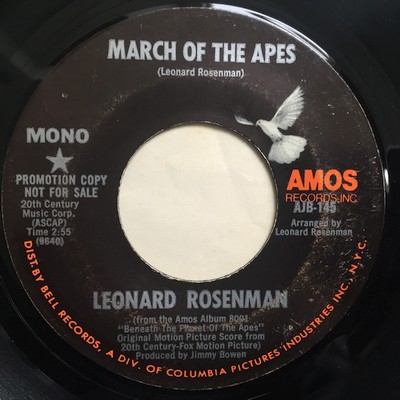 MARCH OF THE APES
(Leonard Rosenman)
MONO
PROMOTION COPY
NOT FOR SALE
20th Century
Music Corp.
(ASCAP)
Time 2:55
(9640)
AMOS
RECORDS, INC
AJB-145
Arranged by
Leonard Rosenman
LEONARD ROSENMAN
(from the Amos Album 8001
"Beneath The Planet Of The Apes"
Original Motion Picture Score from
20th Century-Fox Motion Picture)
Produced by Jimmy Bowen
DIST. BY BELL RECORDS, A DIV. OF COLUMBIA PICTURES INDUSTRIES INC., N.Y.C.